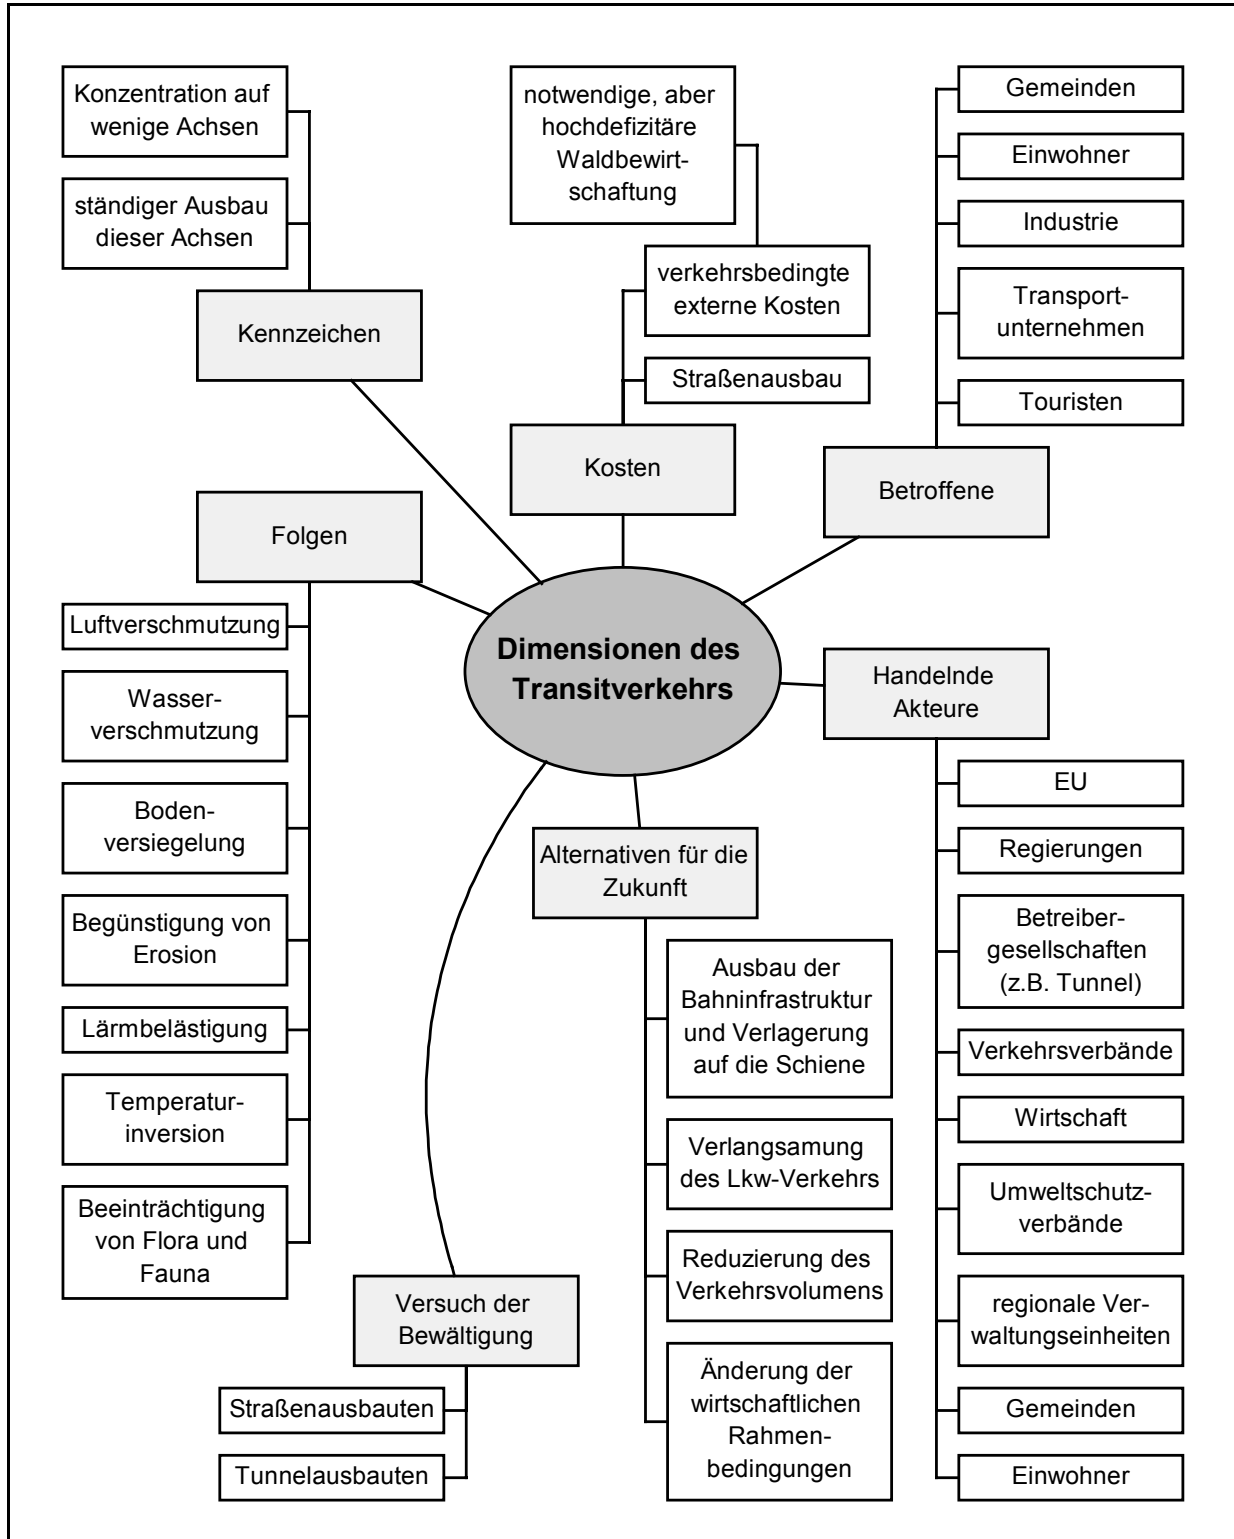 Konzentration auf
wenige Achsen
ständiger Ausbau
dieser Achsen
Kennzeichen
notwendige, aber
hochdefizitäre
Waldbewirt-
schaftung
verkehrsbedingte
externe Kosten
Straßenausbau
Kosten
Gemeinden
Einwohner
Industrie
Transport-
unternehmen
Touristen
Betroffene
Folgen
Luftverschmutzung
Wasser-
verschmutzung
Boden-
versiegelung
Begünstigung von
Erosion
Lärmbelästigung
Temperatur-
inversion
Beeinträchtigung
von Flora und
Fauna
Dimensionen des
Transitverkehrs
Handelnde
Akteure
EU
Regierungen
Betreiber-
gesellschaften
(z.B. Tunnel)
Verkehrsverbände
Wirtschaft
Umweltschutz-
verbände
regionale Ver-
waltungseinheiten
Gemeinden
Einwohner
Alternativen für die
Zukunft
Ausbau der
Bahninfrastruktur
und Verlagerung
auf die Schiene
Verlangsamung
des Lkw-Verkehrs
Reduzierung des
Verkehrsvolumens
Änderung der
wirtschaftlichen
Rahmen-
bedingungen
Versuch der
Bewältigung
Straßenausbauten
Tunnelausbauten